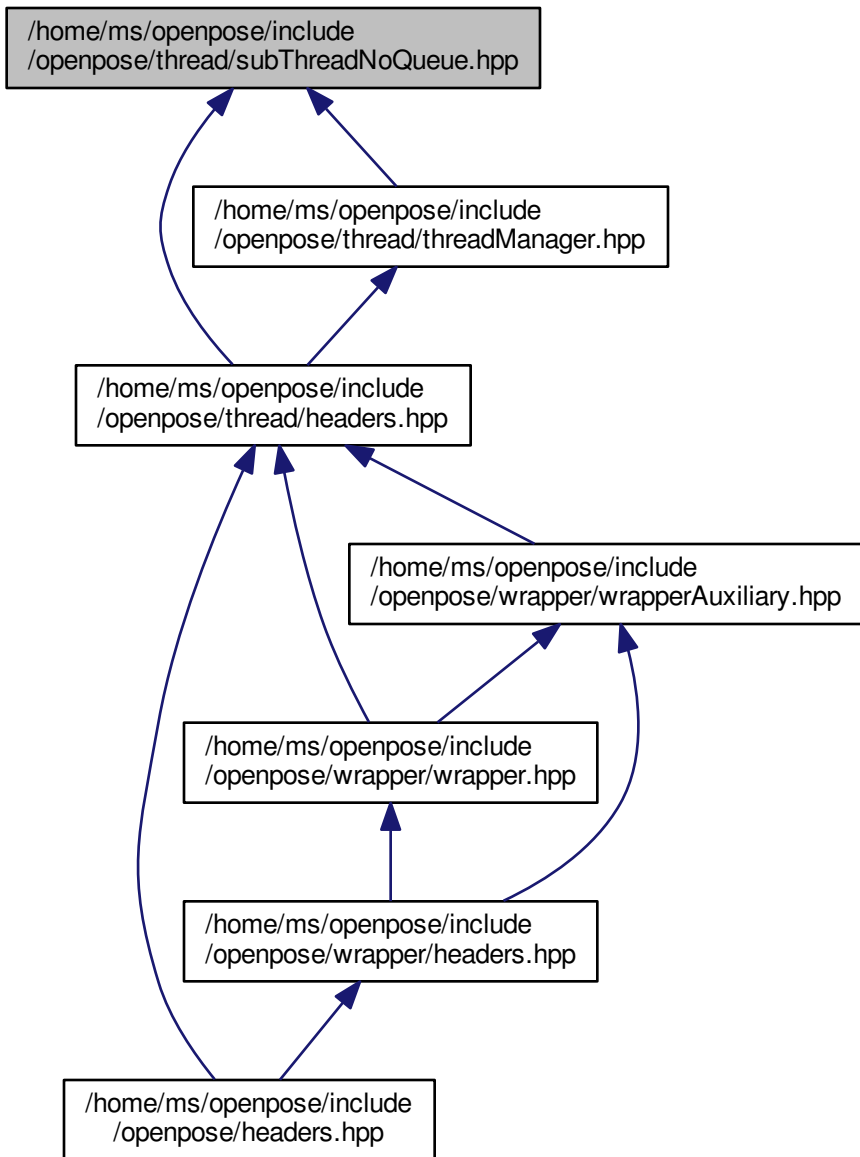 /home/ms/openpose/include
/openpose/thread/subThreadNoQueue.hpp
/home/ms/openpose/include
/openpose/thread/threadManager.hpp
/home/ms/openpose/include
/openpose/thread/headers.hpp
/home/ms/openpose/include
/openpose/wrapper/wrapperAuxiliary.hpp
/home/ms/openpose/include
/openpose/wrapper/wrapper.hpp
/home/ms/openpose/include
/openpose/wrapper/headers.hpp
/home/ms/openpose/include
/openpose/headers.hpp